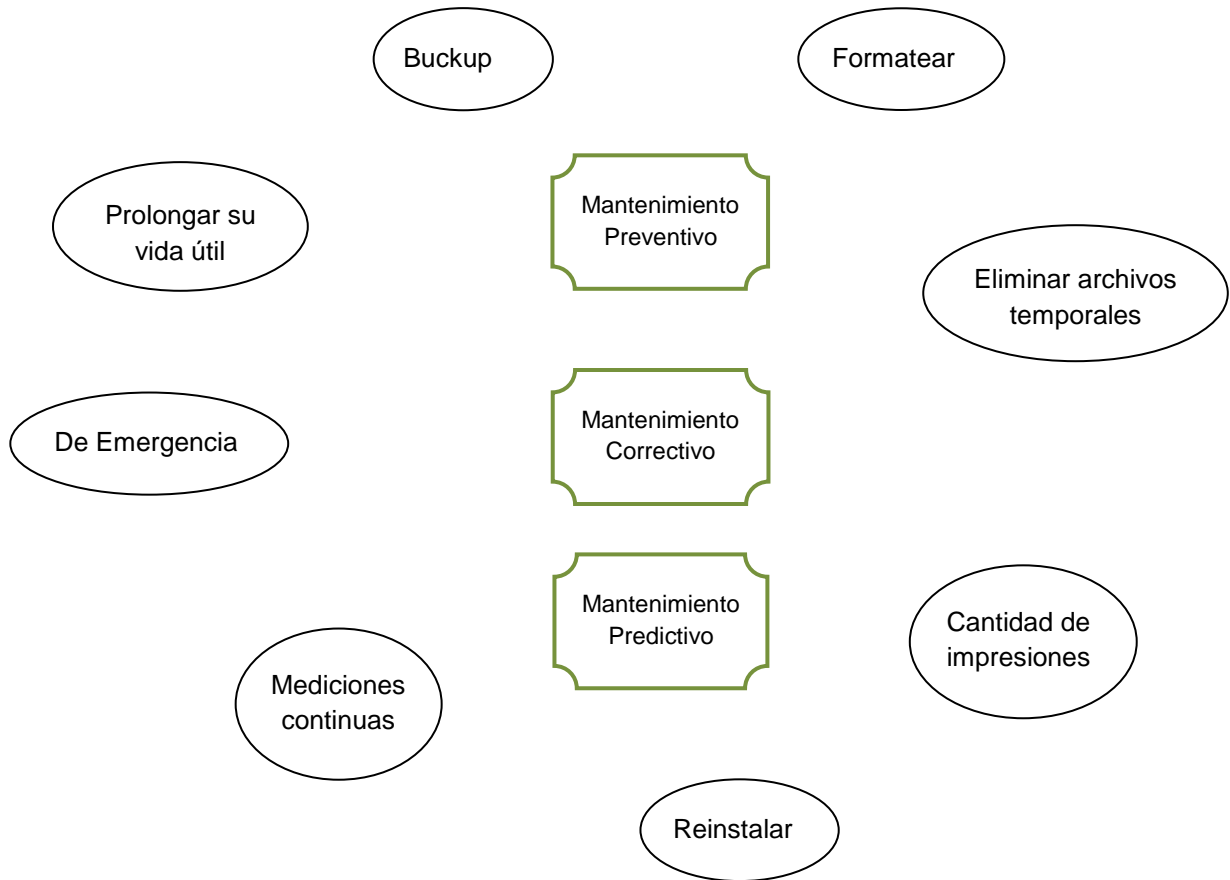 Buckup
Formatear
Prolongar su
vida útil
Mantenimiento
Preventivo
Eliminar archivos
temporales
De Emergencia
Mantenimiento
Correctivo
Mantenimiento
Predictivo
Cantidad de
impresiones
Mediciones
continuas
Reinstalar